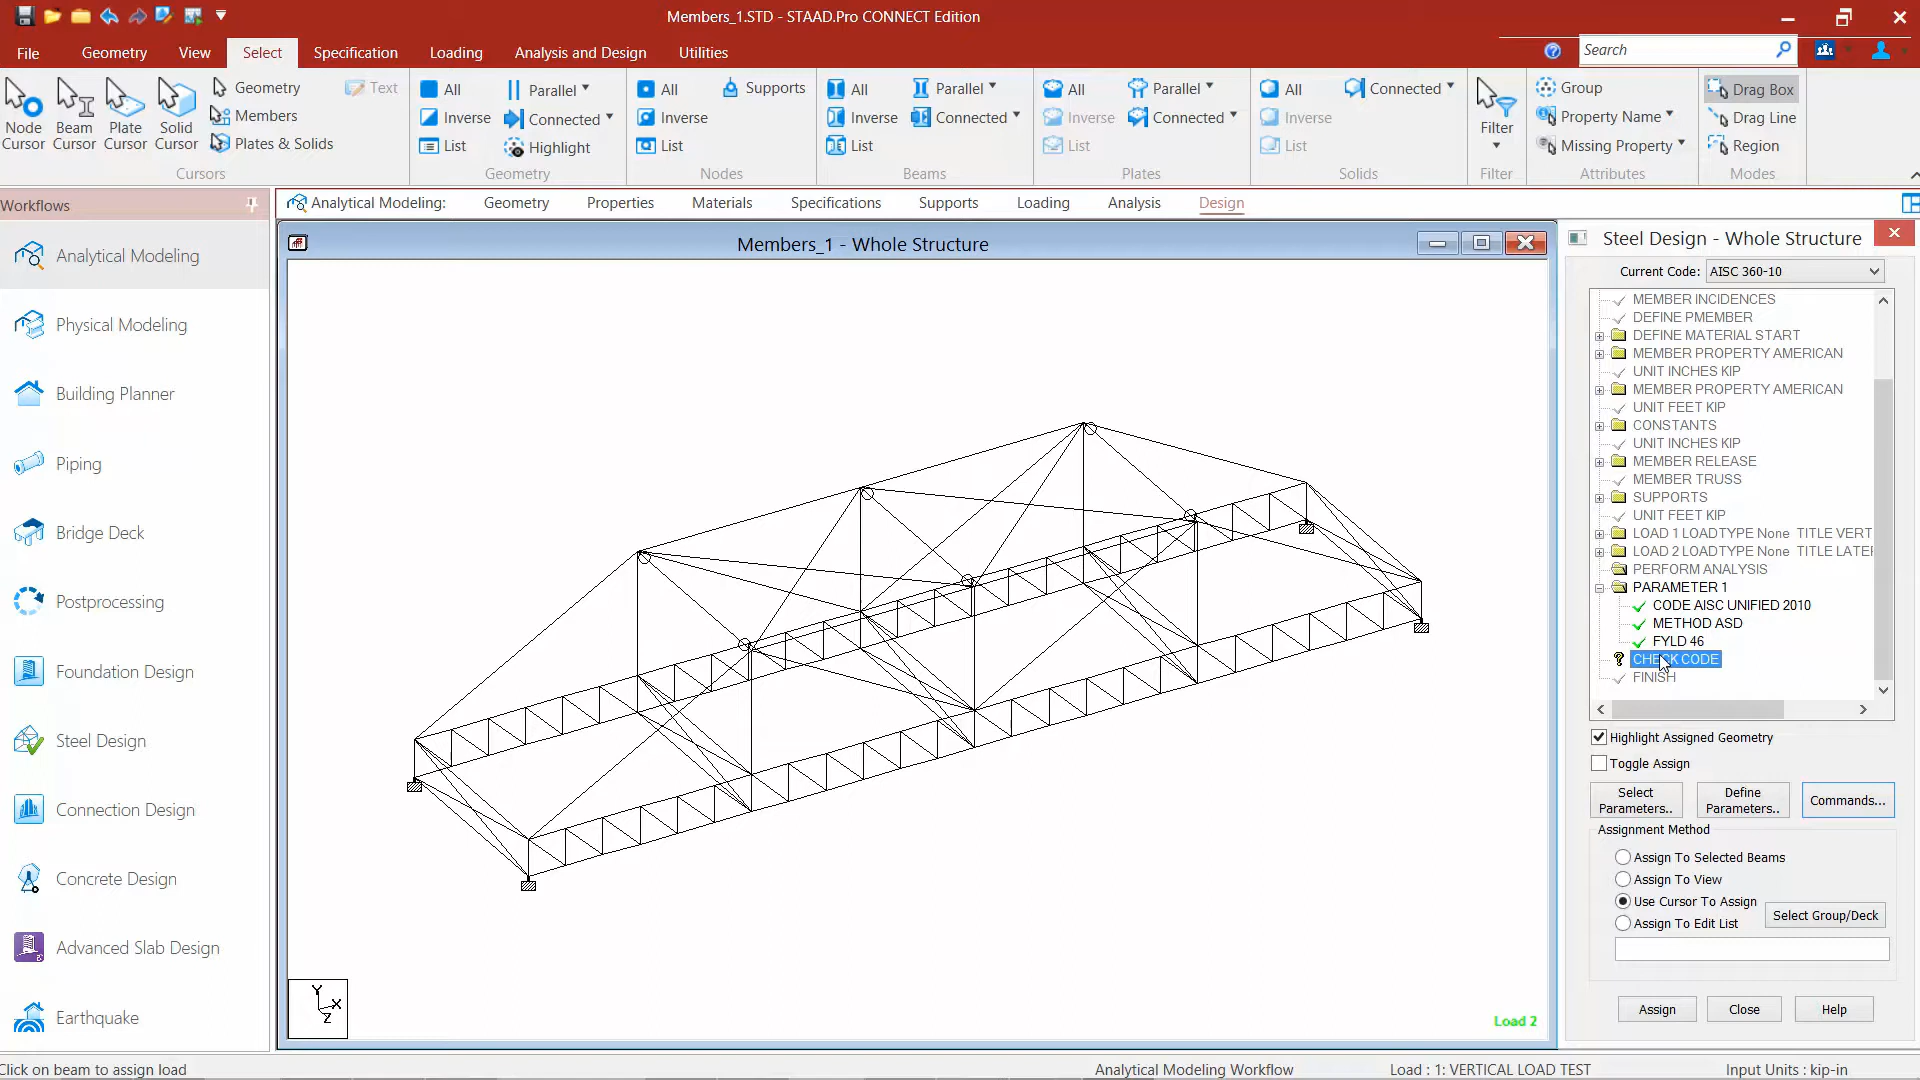 Members_1.STD - STAAD.Pro CONNECT Edition
File Geometry View Select Specification Loading Analysis and Design Utilities
Search
Node Cursor
Beam Cursor
Plate Cursor
Solid Cursor
Geometry
Members
Plates & Solids
Text
Cursors
All
Inverse
List
Parallel
Connected
Highlight
Geometry
All
Inverse
List
Supports
Nodes
All
Inverse
List
Parallel
Connected
Beams
All
Inverse
List
Parallel
Connected
Plates
All
Inverse
List
Connected
Solids
Filter
Filter
Group
Property Name
Missing Property
Attributes
Drag Box
Drag Line
Region
Modes
Workflows
Analytical Modeling
Physical Modeling
Building Planner
Piping
Bridge Deck
Postprocessing
Foundation Design
Steel Design
Connection Design
Concrete Design
Advanced Slab Design
Earthquake
Analytical Modeling: Geometry Properties Materials Specifications Supports Loading Analysis Design
Members_1 - Whole Structure
Y
X
Z
Load 2
Steel Design - Whole Structure
Current Code: AISC 360-10
MEMBER INCIDENCES
DEFINE PMEMBER
DEFINE MATERIAL START
MEMBER PROPERTY AMERICAN
UNIT INCHES KIP
MEMBER PROPERTY AMERICAN
UNIT FEET KIP
CONSTANTS
UNIT INCHES KIP
MEMBER RELEASE
MEMBER TRUSS
SUPPORTS
UNIT FEET KIP
LOAD 1 LOADTYPE None TITLE VERT
LOAD 2 LOADTYPE None TITLE LATE
PERFORM ANALYSIS
PARAMETER 1
CODE AISC UNIFIED 2010
METHOD ASD
FYLD 46
CHECK CODE
FINISH
Highlight Assigned Geometry
Toggle Assign
Select Parameters..
Define Parameters..
Commands...
Assignment Method
Assign To Selected Beams
Assign To View
Use Cursor To Assign
Assign To Edit List
Select Group/Deck
Assign Close Help
Click on beam to assign load
Analytical Modeling Workflow
Load : 1: VERTICAL LOAD TEST
Input Units : kip-in